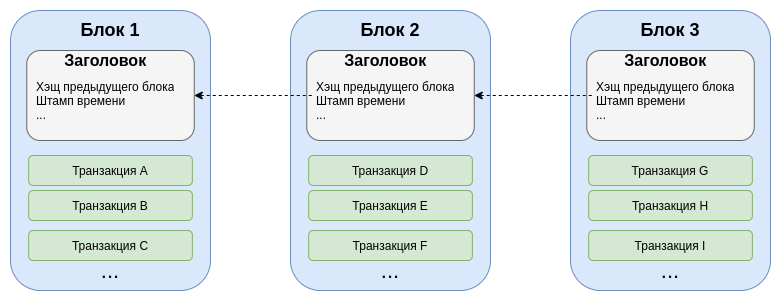 Блок 1
Заголовок
Хэщ предыдущего блока
Штамп времени
...
Транзакция A
Транзакция B
Транзакция C
...
Блок 2
Заголовок
Хэщ предыдущего блока
Штамп времени
...
Транзакция D
Транзакция E
Транзакция F
...
Блок 3
Заголовок
Хэщ предыдущего блока
Штамп времени
...
Транзакция G
Транзакция H
Транзакция I
...